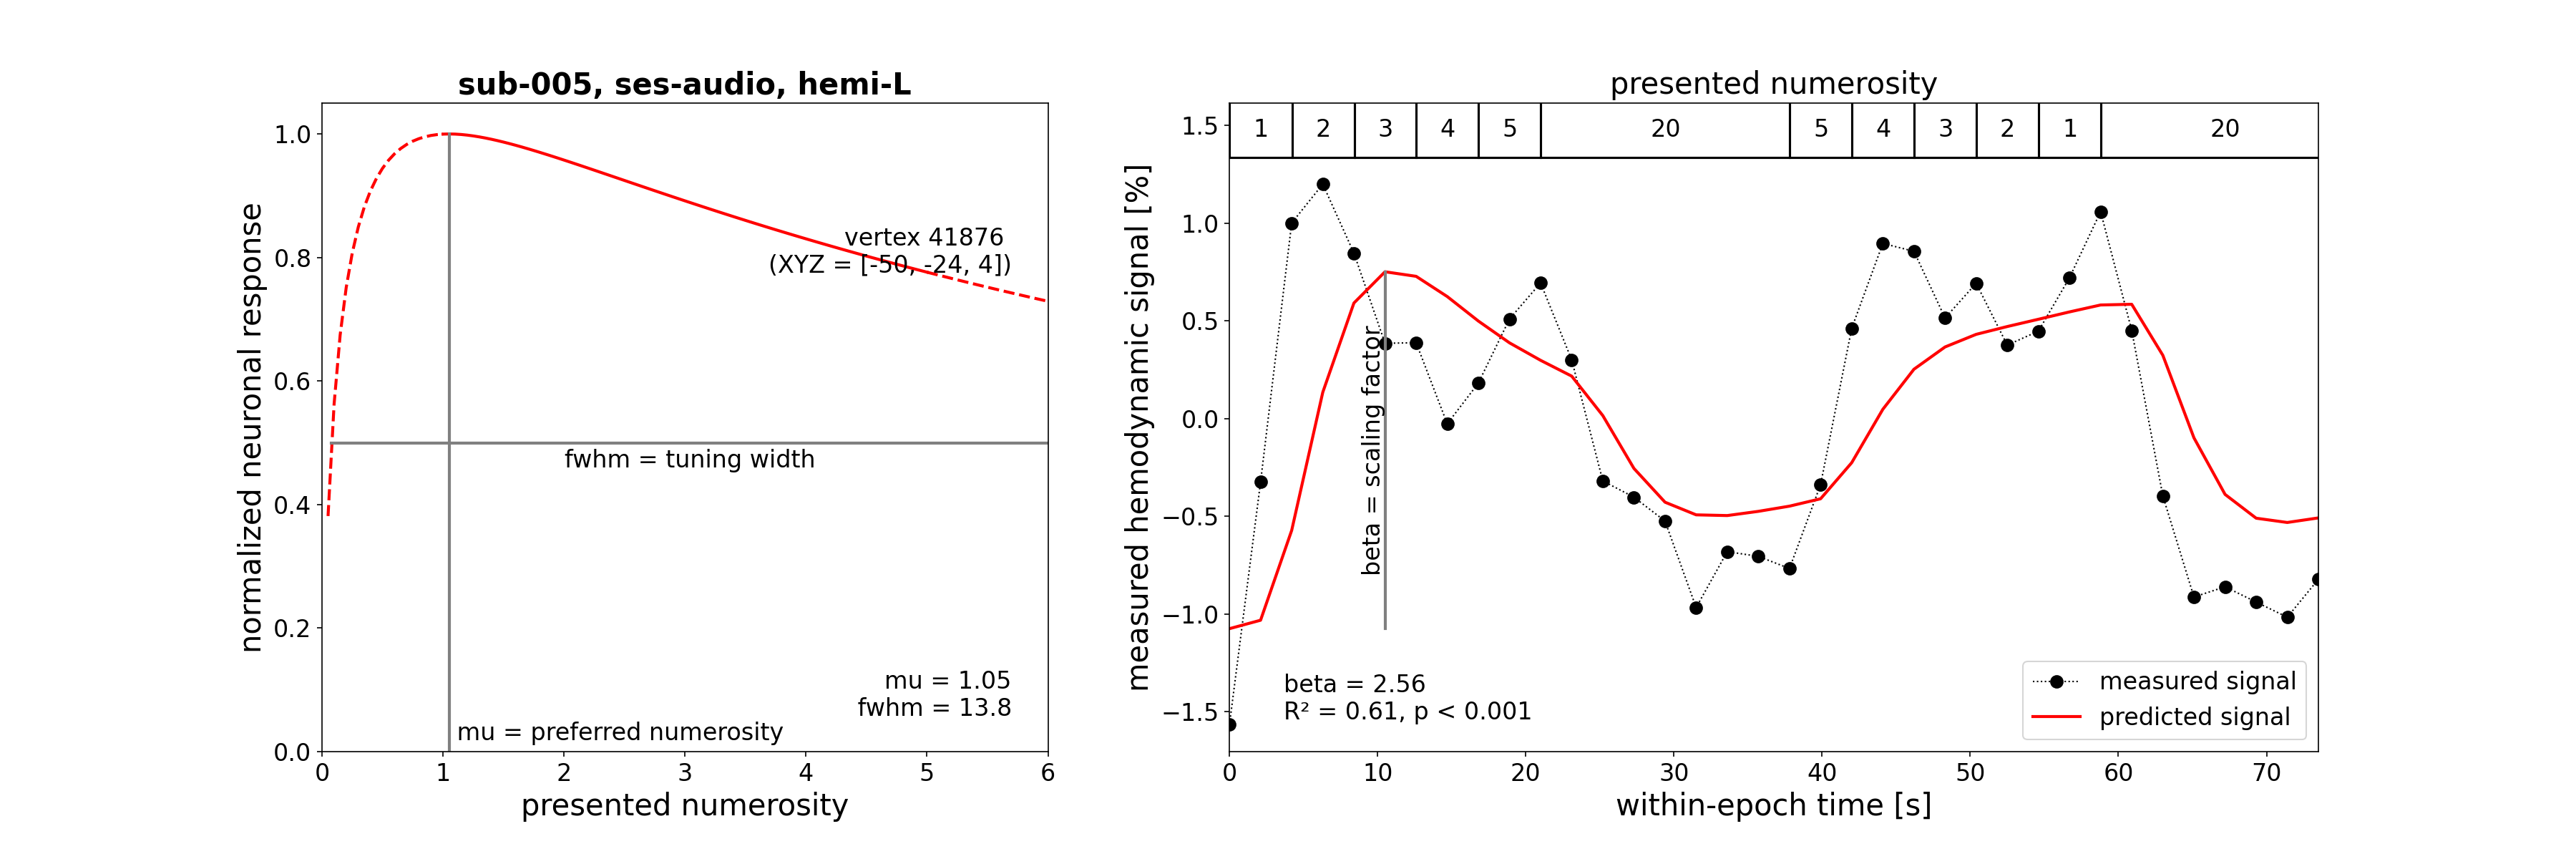 sub-005, ses-audio, hemi-L
normalized neuronal response
1.0
0.8
0.6
0.4
0.2
0.0
vertex 41876
(XYZ = [-50, -24, 4])
fwhm = tuning width
mu = 1.05
fwhm = 13.8
mu = preferred numerosity
0 1 2 3 4 5 6
presented numerosity
presented numerosity
1 2 3 4 5 20 5 4 3 2 1 20
measured hemodynamic signal [%]
1.5
1.0
0.5
0.0
−0.5
−1.0
−1.5
beta = scaling factor
beta = 2.56
R² = 0.61, p < 0.001
measured signal
predicted signal
0 10 20 30 40 50 60 70
within-epoch time [s]